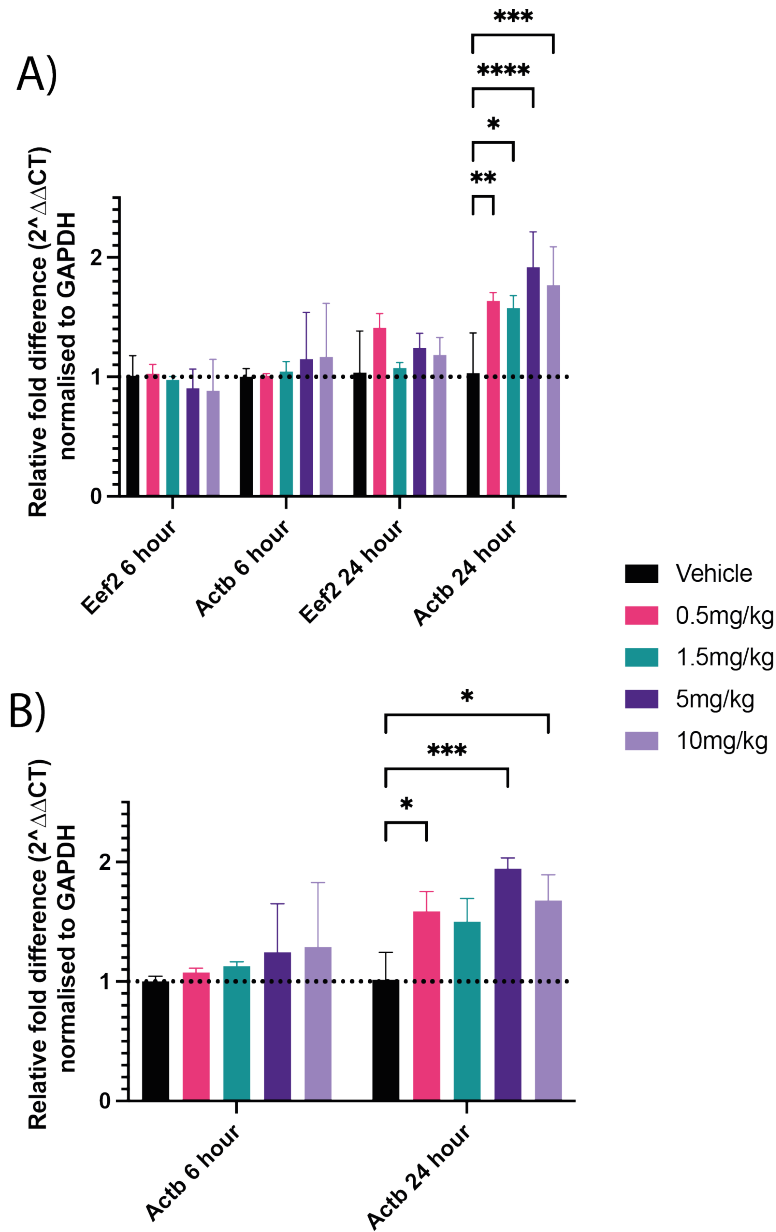 A)
***
****
*
**
Relative fold difference (2^ΔΔCT)
normalised to GAPDH
2
1
0
Eef2 6 hour
Actb 6 hour
Eef2 24 hour
Actb 24 hour
Vehicle
0.5mg/kg
1.5mg/kg
5mg/kg
10mg/kg
B)
*
***
*
Relative fold difference (2^ΔΔCT)
normalised to GAPDH
2
1
0
Actb 6 hour
Actb 24 hour